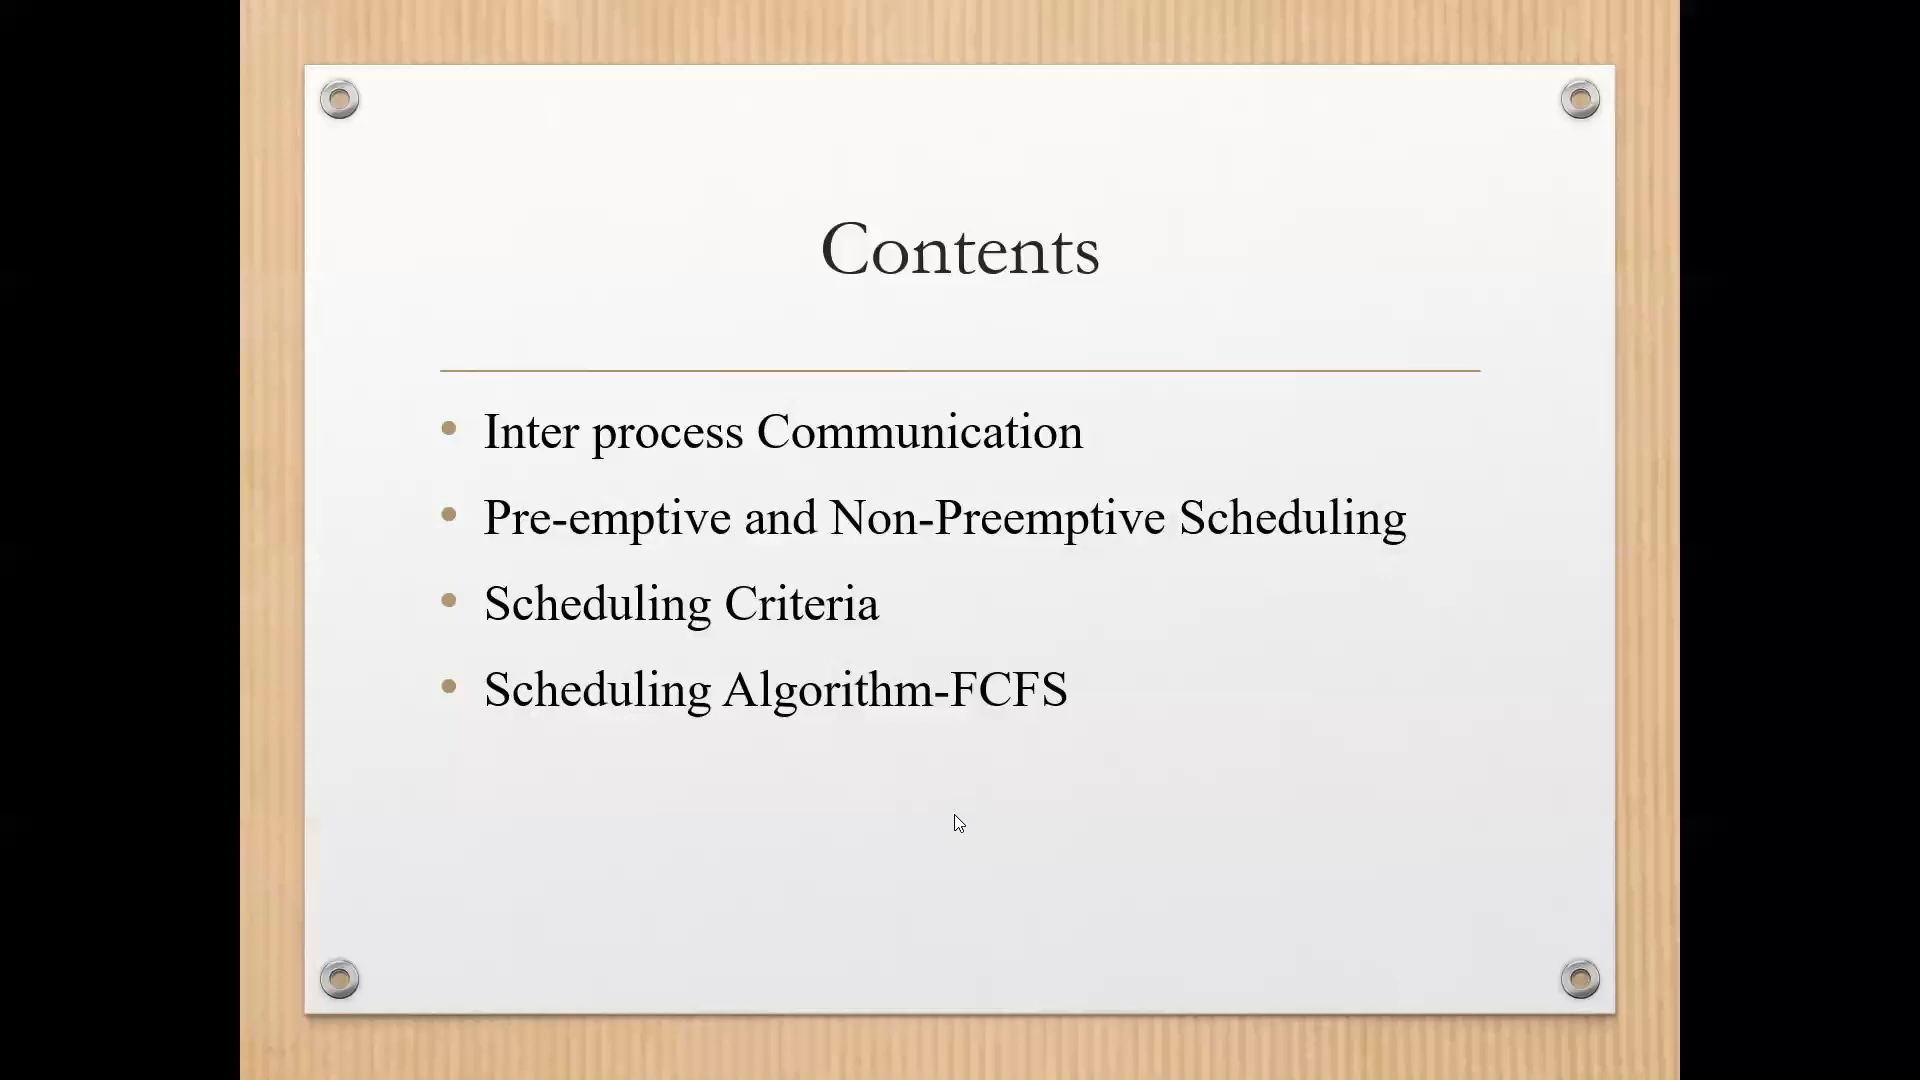 Contents
• Inter process Communication
• Pre-emptive and Non-Preemptive Scheduling
• Scheduling Criteria
• Scheduling Algorithm-FCFS